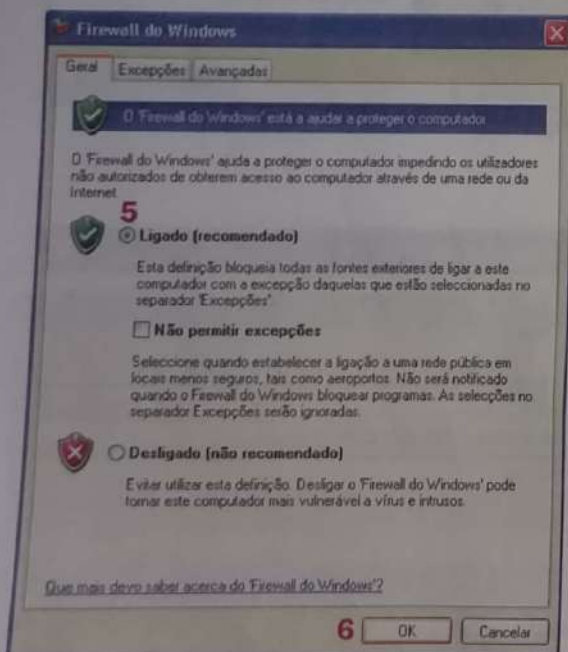 Firewall do Windows
Geral Excepções Avançadas
O 'Firewall do Windows' está a ajudar a proteger o computador
O 'Firewall do Windows' ajuda a proteger o computador impedindo os utilizadores
não autorizados de obterem acesso ao computador através de uma rede ou da
Internet.
5
Ligado (recomendado)
Esta definição bloqueia todas as fontes exteriores de ligar a este
computador com a excepção daquelas que estão seleccionadas no
separador 'Excepções'.
Não permitir excepções
Seleccione quando estabelecer a ligação a uma rede pública em
locais menos seguros, tais como aeroportos. Não será notificado
quando o Firewall do Windows bloquear programas. As selecções no
separador Excepções serão ignoradas.
Desligado (não recomendado)
Evitar utilizar esta definição. Desligar o 'Firewall do Windows' pode
tornar este computador mais vulnerável a vírus e intrusos.
Que mais devo saber acerca do 'Firewall do Windows'?
6 OK Cancelar